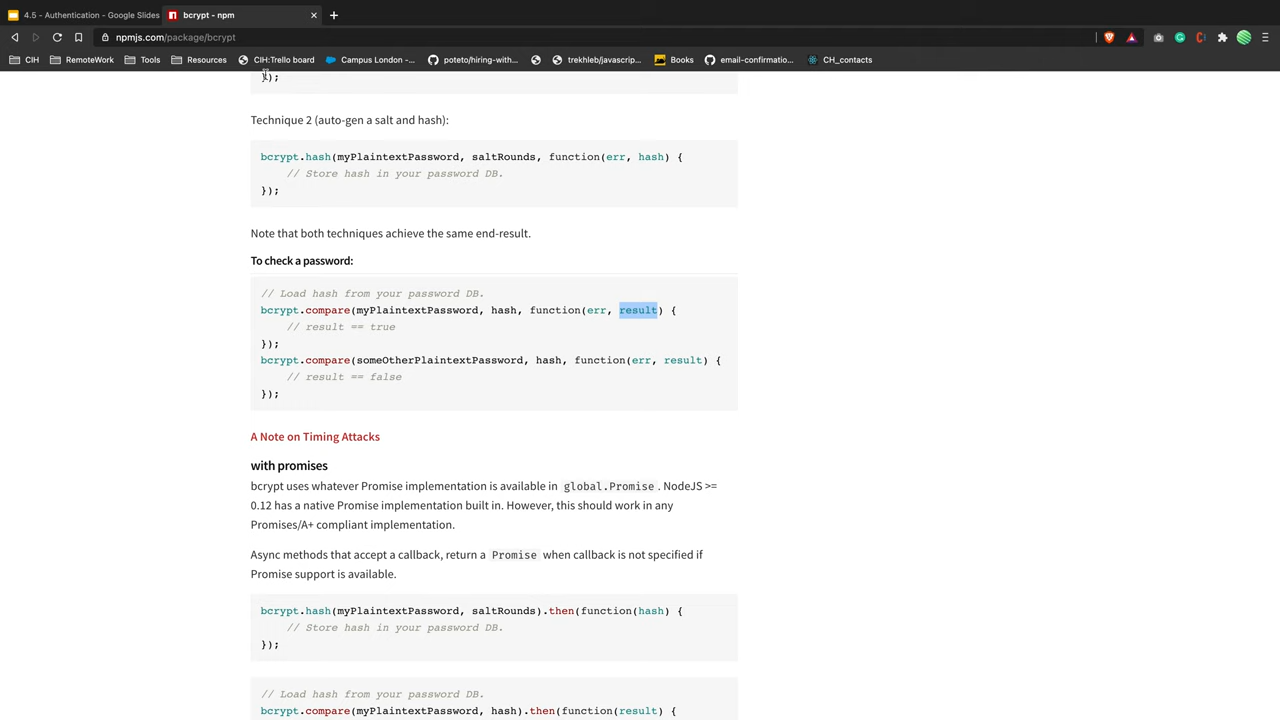 4.5 - Authentication - Google Slides
bcrypt - npm
npmjs.com/package/bcrypt
CIH
RemoteWork
Tools
Resources
CIH:Trello board
Campus London -...
poteto/hiring-with...
trekhleb/javascrip...
Books
email-confirmatio...
CH_contacts
});
Technique 2 (auto-gen a salt and hash):
bcrypt.hash(myPlaintextPassword, saltRounds, function(err, hash) {
// Store hash in your password DB.
});
Note that both techniques achieve the same end-result.
To check a password:
// Load hash from your password DB.
bcrypt.compare(myPlaintextPassword, hash, function(err, result) {
// result == true
});
bcrypt.compare(someOtherPlaintextPassword, hash, function(err, result) {
// result == false
});
A Note on Timing Attacks
with promises
bcrypt uses whatever Promise implementation is available in global.Promise. NodeJS >=
0.12 has a native Promise implementation built in. However, this should work in any
Promises/A+ compliant implementation.
Async methods that accept a callback, return a Promise when callback is not specified if
Promise support is available.
bcrypt.hash(myPlaintextPassword, saltRounds).then(function(hash) {
// Store hash in your password DB.
});
// Load hash from your password DB.
bcrypt.compare(myPlaintextPassword, hash).then(function(result) {